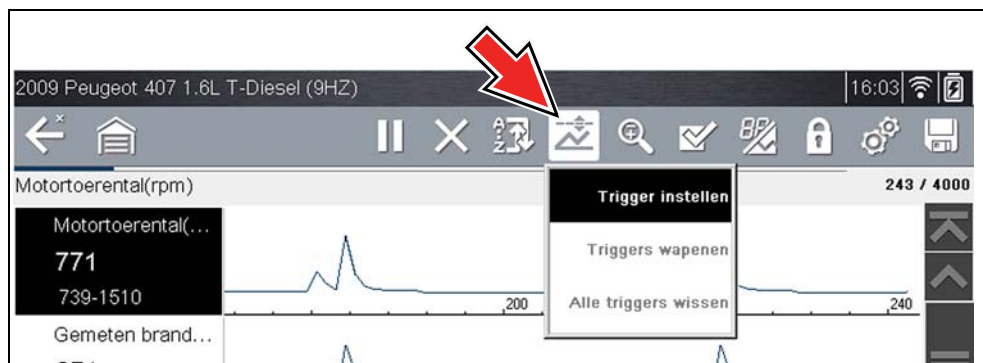 2009 Peugeot 407 1.6L T-Diesel (9HZ) 16:03
Motortoerental(rpm) 243 / 4000
Trigger instellen
Triggers wapenen
Alle triggers wissen
Motortoerental(...
771
739-1510
200
240
Gemeten brand...